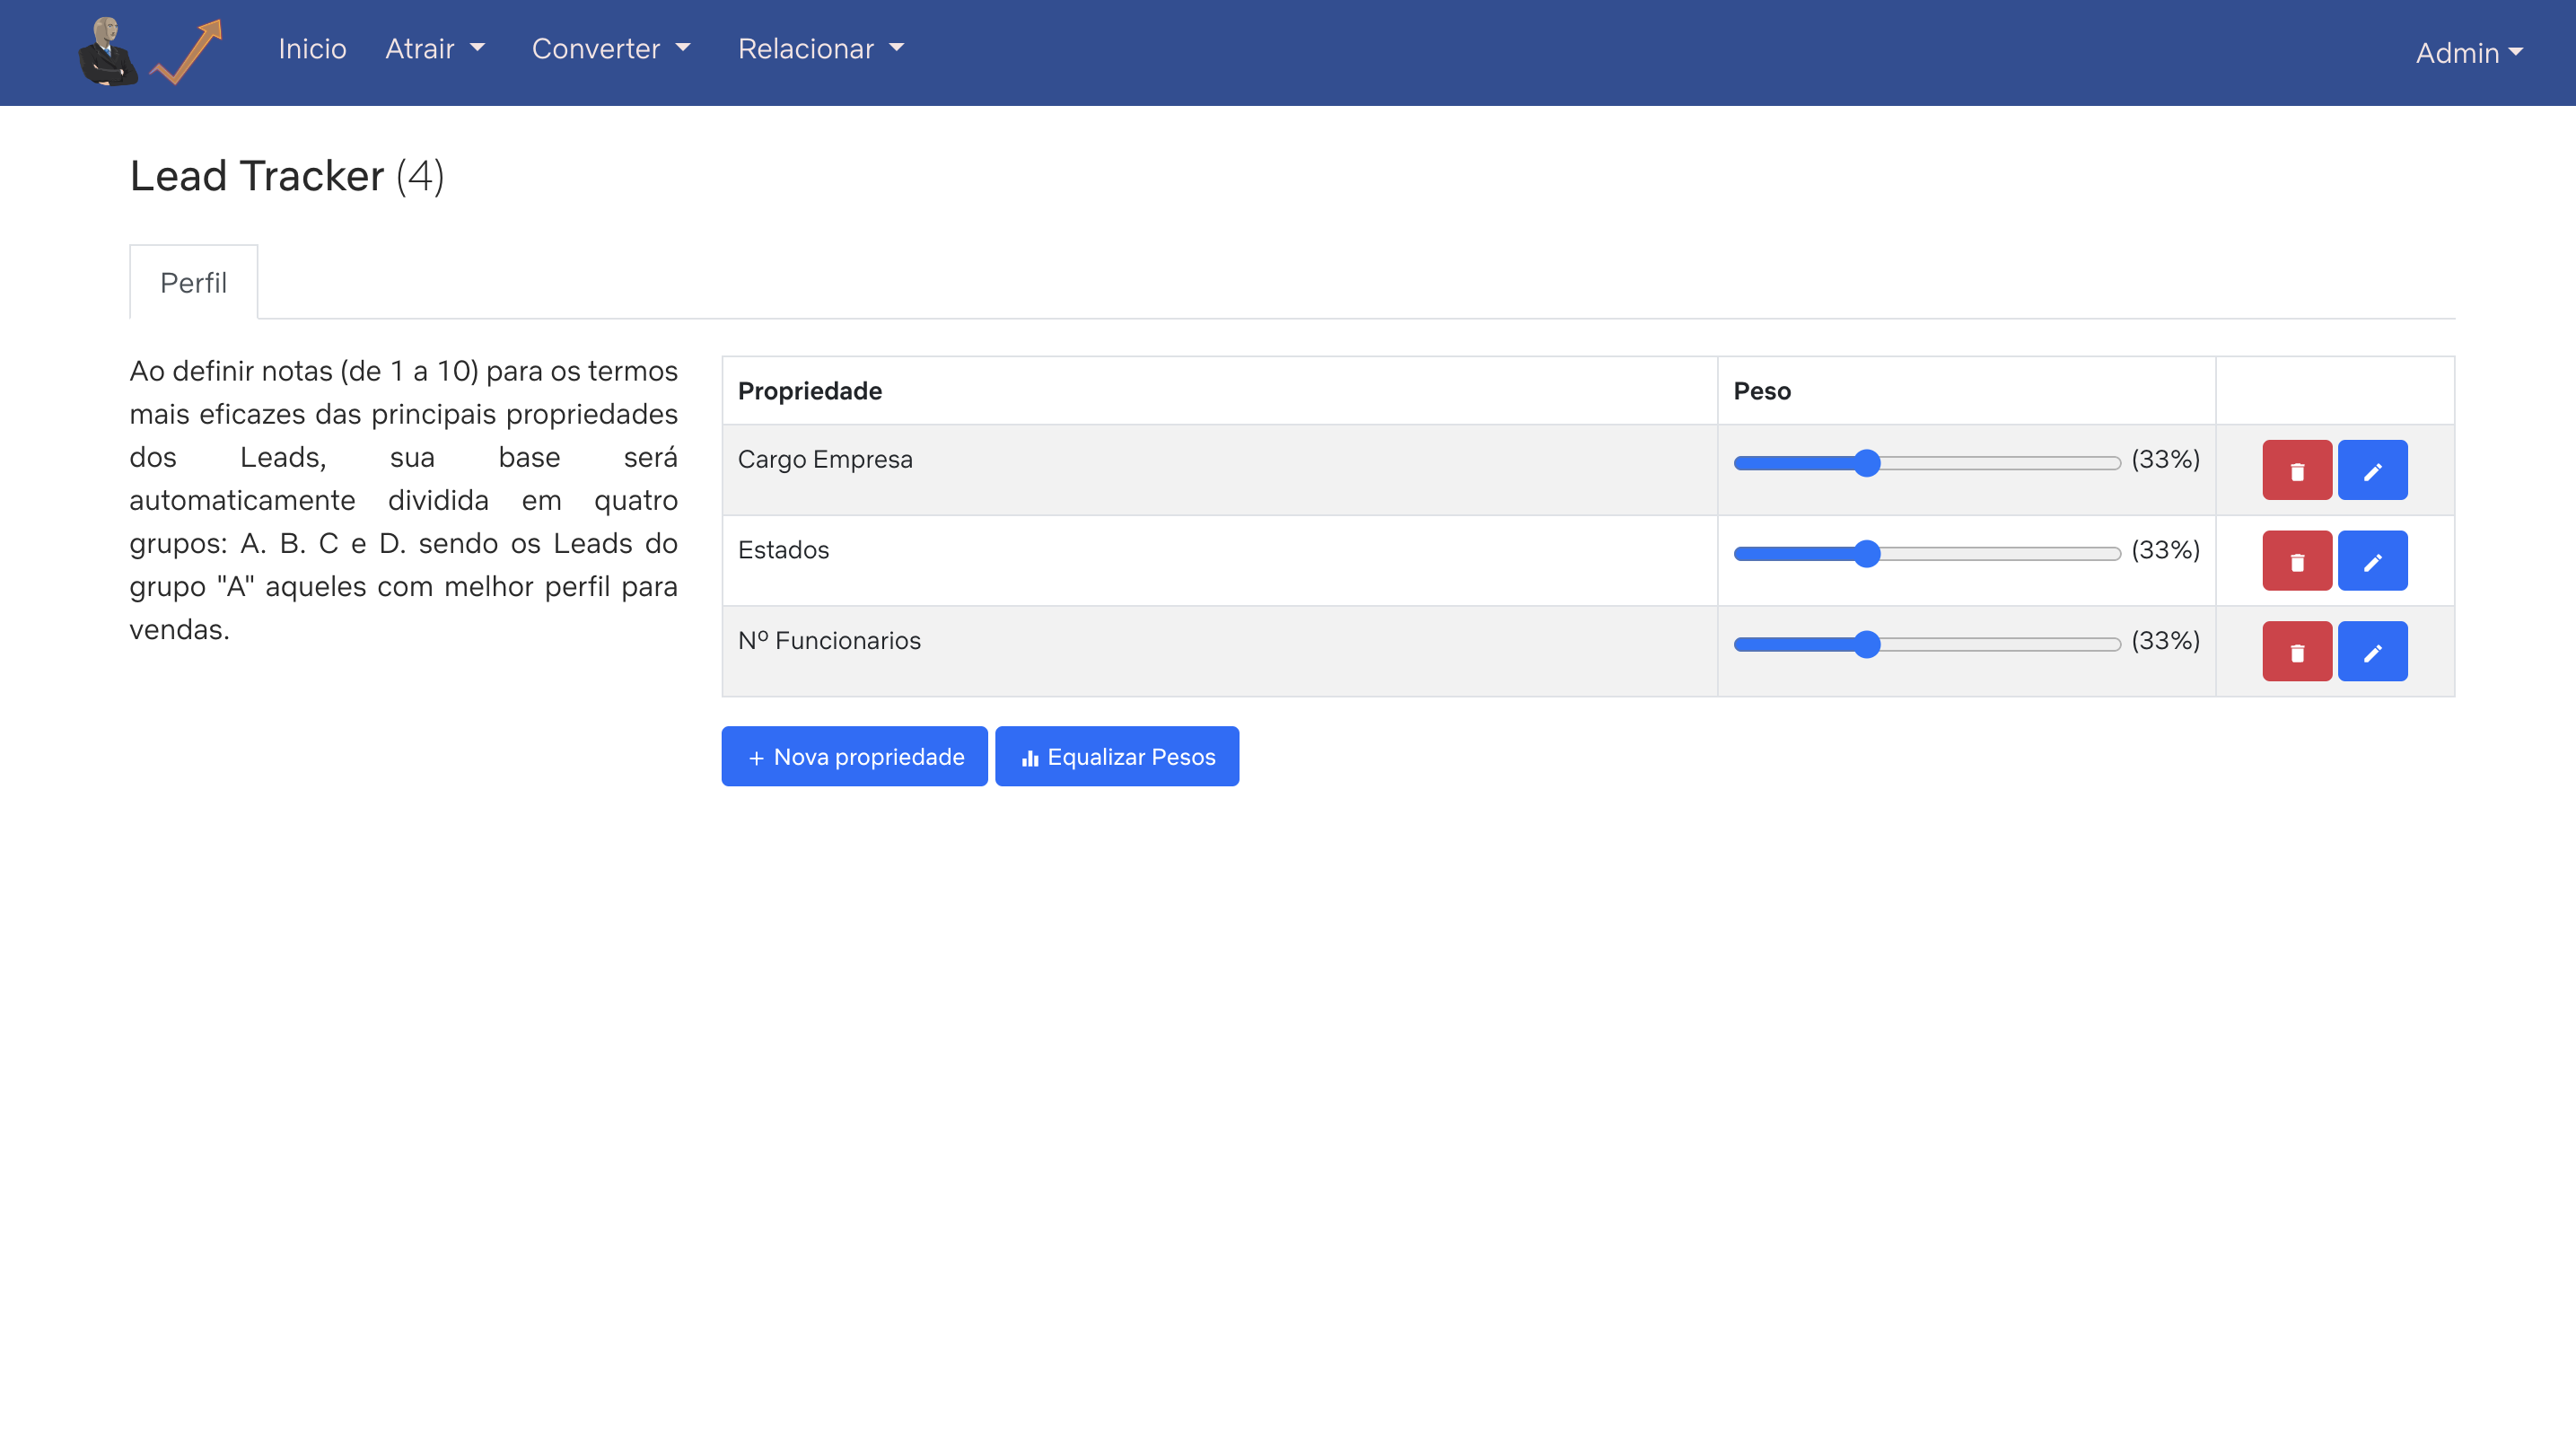 Inicio Atrair Converter Relacionar Admin
Lead Tracker (4)
Perfil
Ao definir notas (de 1 a 10) para os termos
mais eficazes das principais propriedades
dos Leads, sua base será
automaticamente dividida em quatro
grupos: A. B. C e D. sendo os Leads do
grupo "A" aqueles com melhor perfil para
vendas.
Propriedade Peso
Cargo Empresa (33%)
Estados (33%)
Nº Funcionarios (33%)
+ Nova propriedade Equalizar Pesos